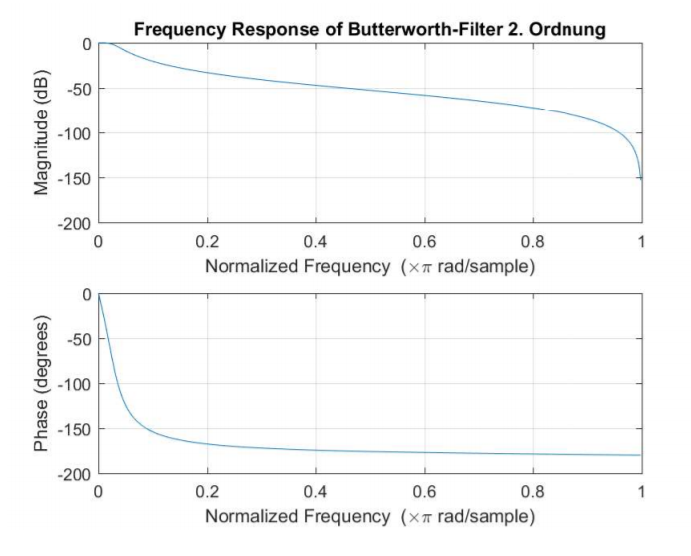 Frequency Response of Butterworth-Filter 2. Ordnung
0
-50
-100
-150
-200
Magnitude (dB)
0 0.2 0.4 0.6 0.8 1
Normalized Frequency (×π rad/sample)
0
-50
-100
-150
-200
Phase (degrees)
0 0.2 0.4 0.6 0.8 1
Normalized Frequency (×π rad/sample)